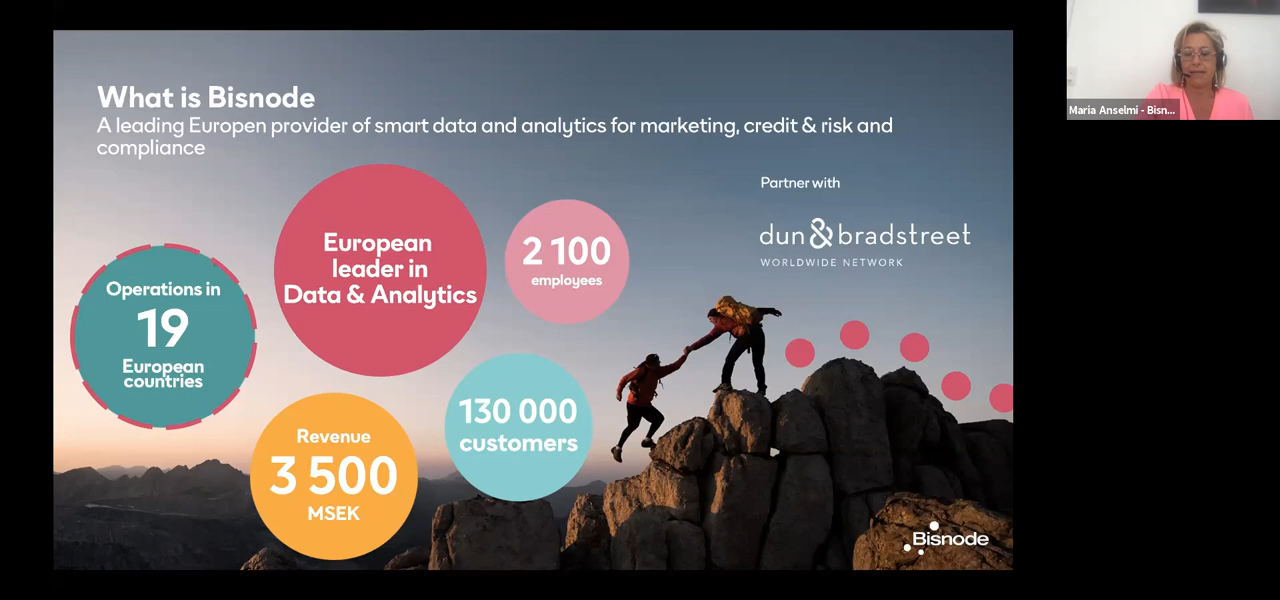 What is Bisnode
A leading Europen provider of smart data and analytics for marketing, credit & risk and
compliance
Operations in
19
European
countries
European
leader in
Data & Analytics
2 100
employees
Revenue
3 500
MSEK
130 000
customers
Partner with
dun & bradstreet
WORLDWIDE NETWORK
Bisnode
Maria Anselmi - Bisn...